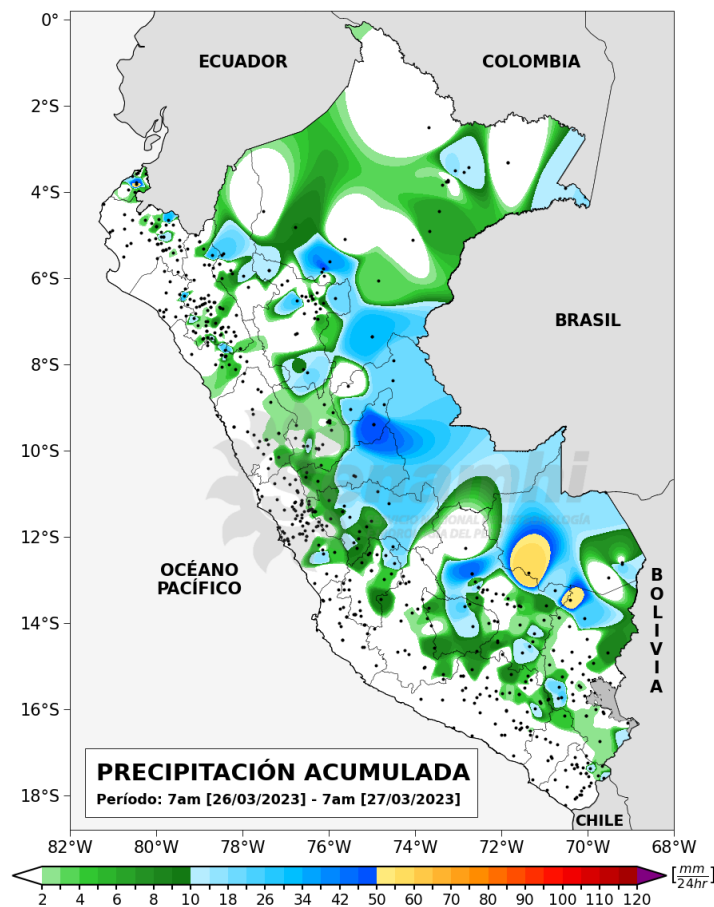 0°
2°S
4°S
6°S
8°S
10°S
12°S
14°S
16°S
18°S
ECUADOR
COLOMBIA
BRASIL
OCÉANO
PACÍFICO
BOLIVIA
CHILE
PRECIPITACIÓN ACUMULADA
Período: 7am [26/03/2023] - 7am [27/03/2023]
82°W 80°W 78°W 76°W 74°W 72°W 70°W 68°W
2 4 6 8 10 18 26 34 42 50 60 70 80 90 100 110 120
[mm/24hr]